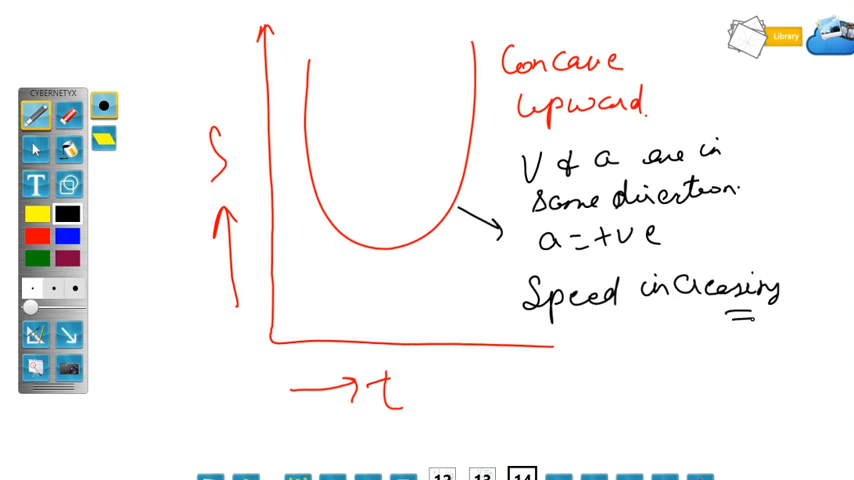 Library
CYBERNETYX
S
Concave
upward.
V & a are in
same direction.
a = +ve
Speed increasing
t
T
12 13 14